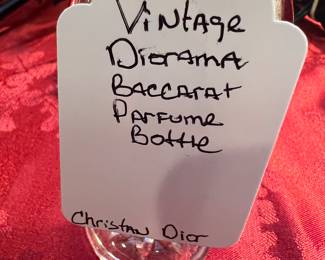 Vintage
Diorama
Baccarat
Parfume
Bottle
Christan Dior